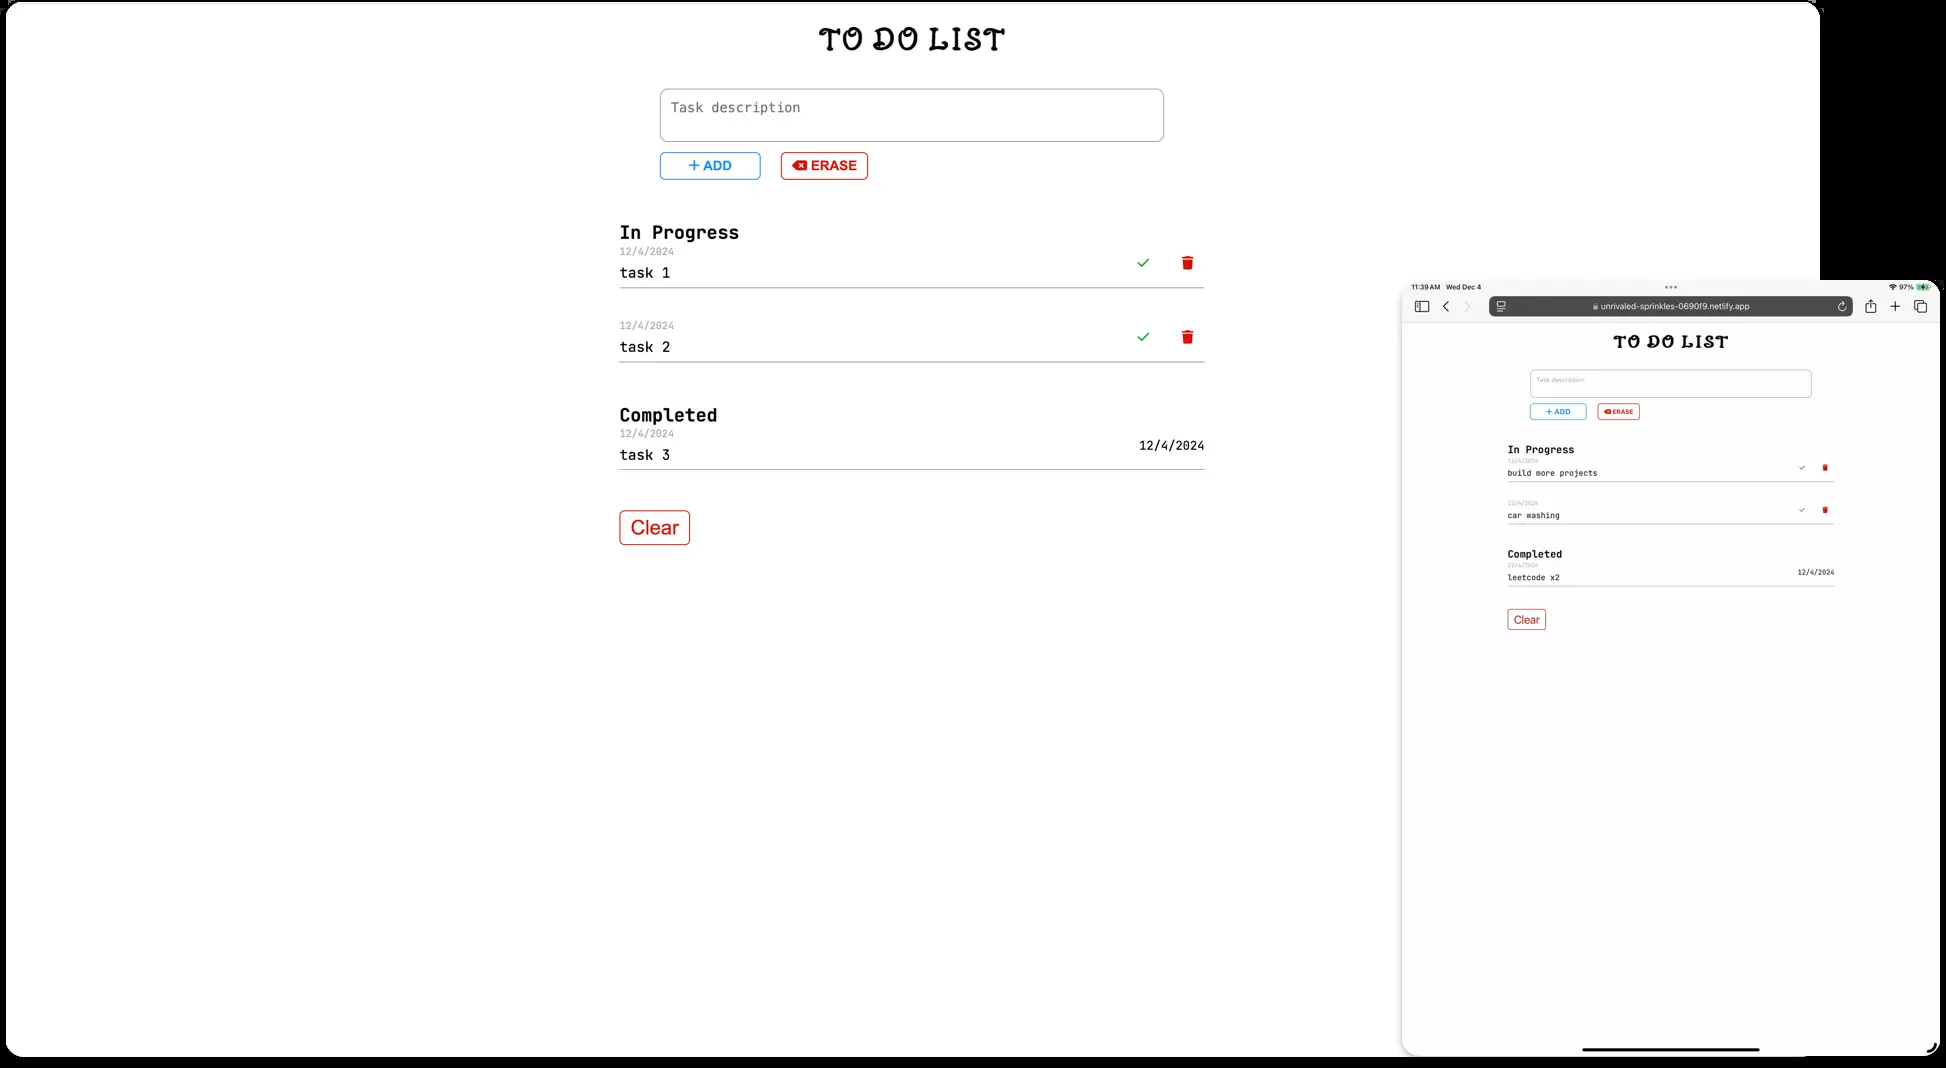 TO DO LIST
Task description
+ ADD ERASE
In Progress
12/4/2024
task 1
12/4/2024
task 2
Completed
12/4/2024
task 3
12/4/2024
Clear
11:39 AM Wed Dec 4
97%
unrivaled-sprinkles-0690f9.netlify.app
TO DO LIST
Task description
+ ADD ERASE
In Progress
12/4/2024
build more projects
12/4/2024
car washing
Completed
12/4/2024
leetcode x2
12/4/2024
Clear